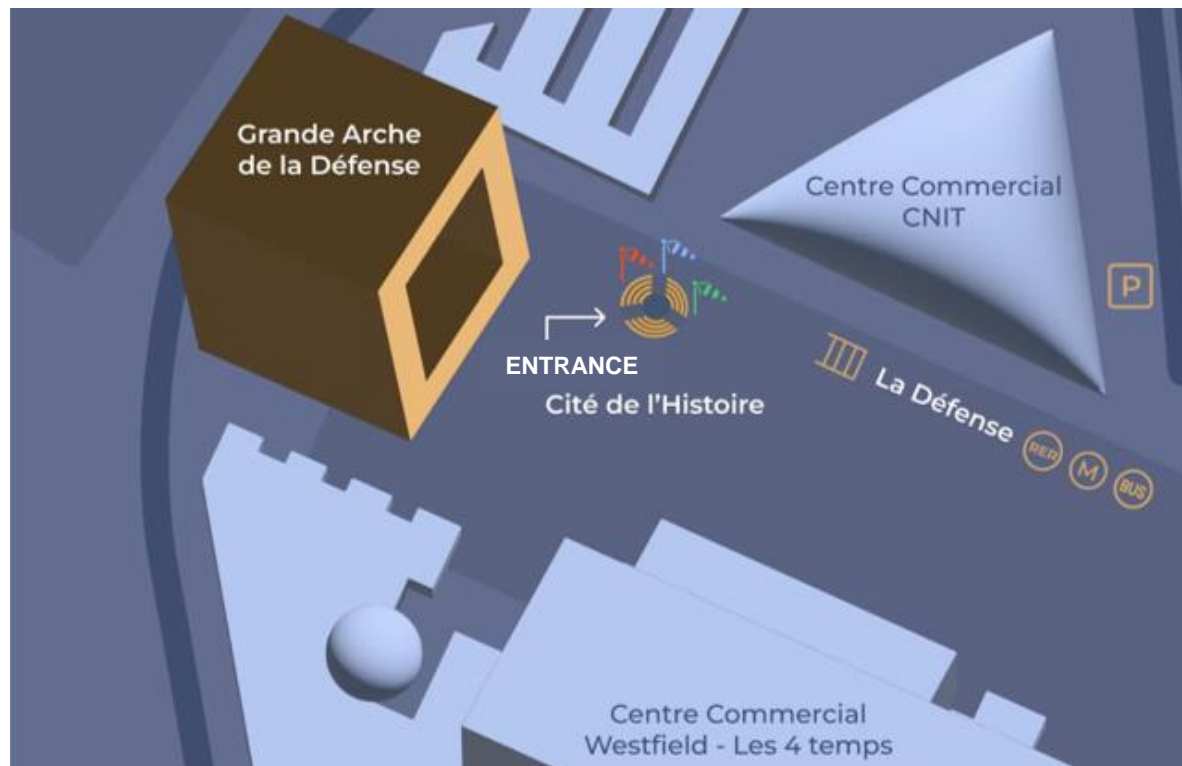 Grande Arche
de la Défense
Centre Commercial
CNIT
P
ENTRANCE
Cité de l'Histoire
La Défense
RER
M
BUS
Centre Commercial
Westfield - Les 4 temps